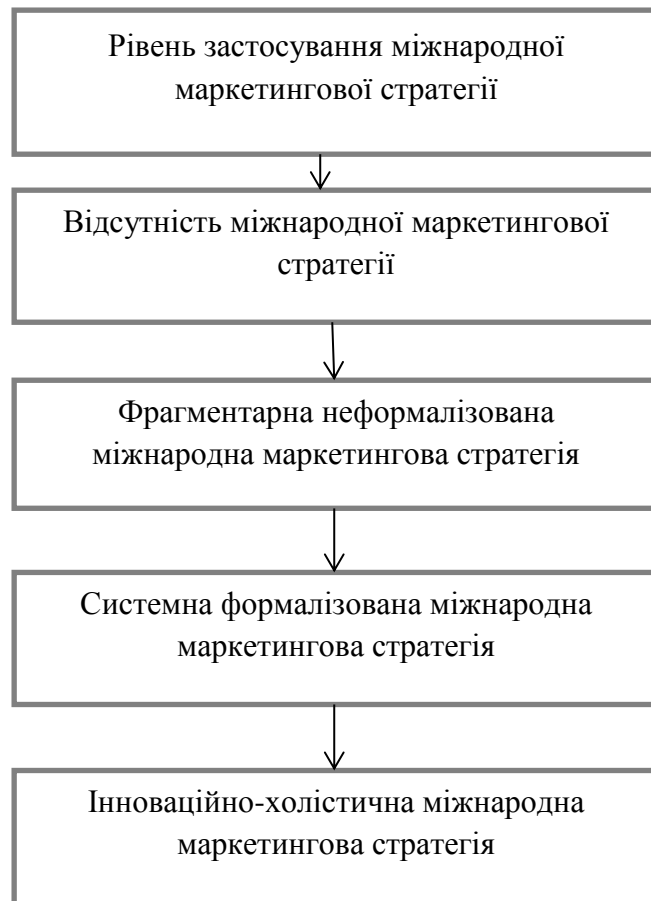 Рівень застосування міжнародної
маркетингової стратегії
Відсутність міжнародної маркетингової
стратегії
Фрагментарна неформалізована
міжнародна маркетингова стратегія
Системна формалізована міжнародна
маркетингова стратегія
Інноваційно-холістична міжнародна
маркетингова стратегія